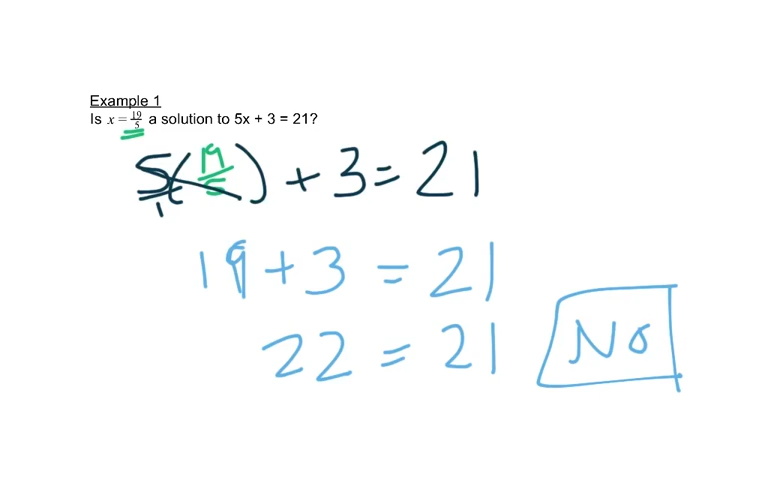 Example 1
Is x = 19/5 a solution to 5x + 3 = 21?
5/1(19/5) + 3 = 21
19 + 3 = 21
22 = 21
No